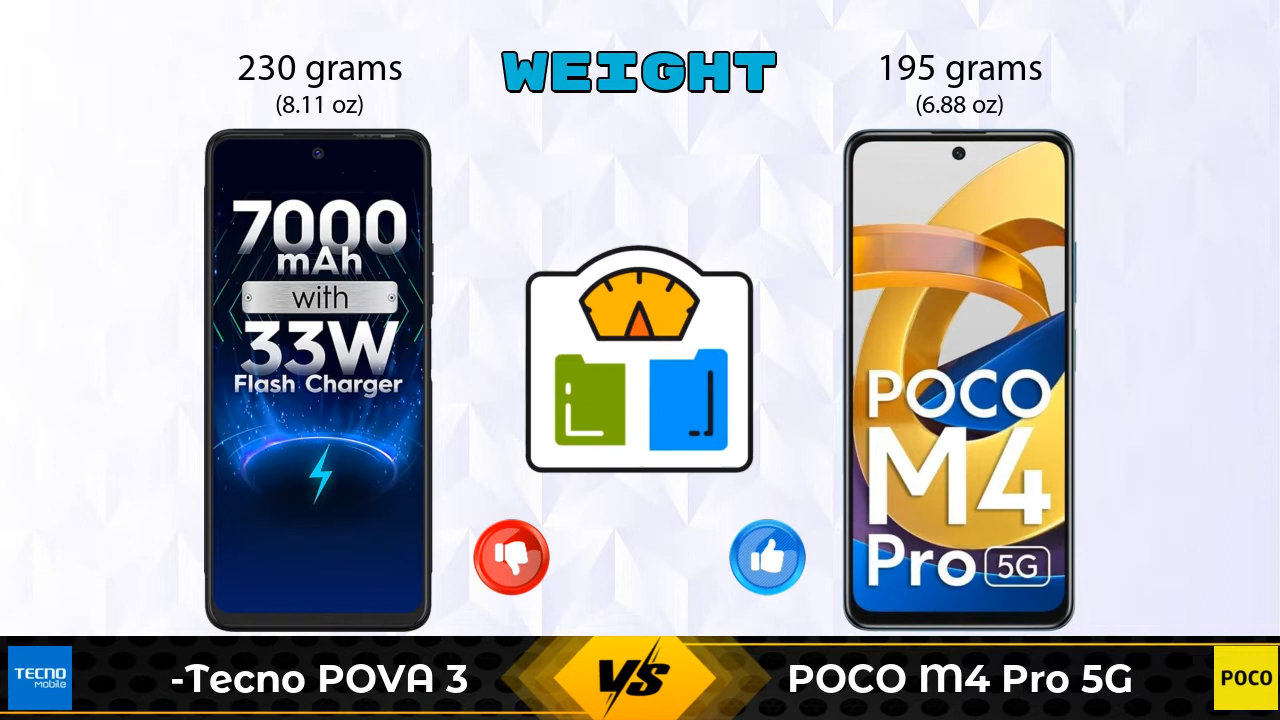 WEIGHT
230 grams
(8.11 oz)
195 grams
(6.88 oz)
7000
mAh
with
33W
Flash Charger
POCO
M4
Pro 5G
TECNO
Mobile
-Tecno POVA 3
VS
POCO M4 Pro 5G
POCO